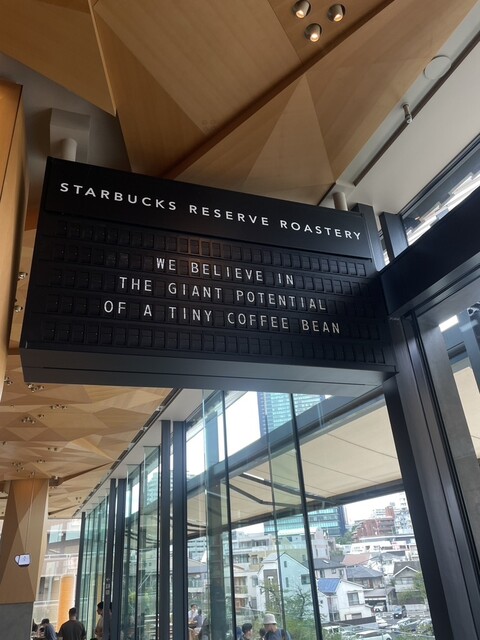 STARBUCKS RESERVE ROASTERY
WE BELIEVE IN
THE GIANT POTENTIAL
OF A TINY COFFEE BEAN